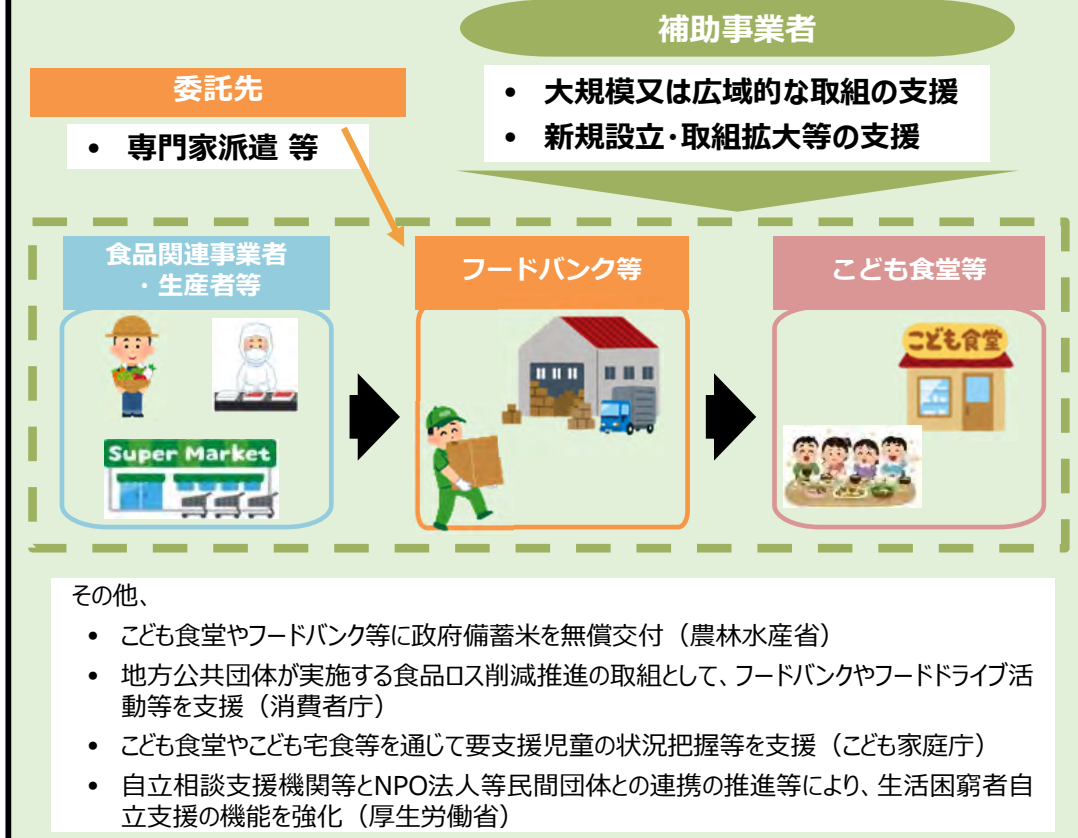 補助事業者
委託先
• 大規模又は広域的な取組の支援
• 新規設立・取組拡大等の支援
• 専門家派遣 等
食品関連事業者
・生産者等
フードバンク等
こども食堂等
こども食堂
Super Market
その他、
• こども食堂やフードバンク等に政府備蓄米を無償交付（農林水産省）
• 地方公共団体が実施する食品ロス削減推進の取組として、フードバンクやフードドライブ活
動等を支援（消費者庁）
• こども食堂やこども宅食等を通じて要支援児童の状況把握等を支援（こども家庭庁）
• 自立相談支援機関等とNPO法人等民間団体との連携の推進等により、生活困窮者自
立支援の機能を強化（厚生労働省）